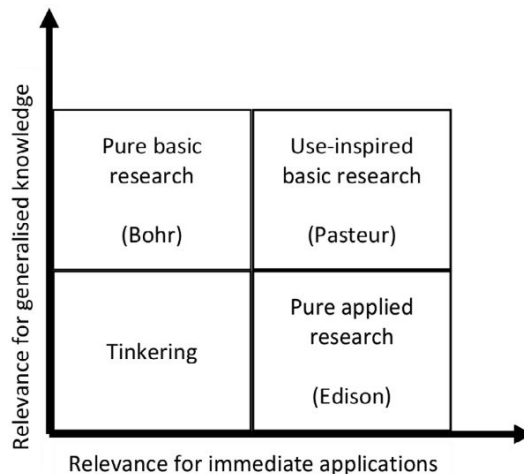 Relevance for generalised knowledge
Pure basic
research
(Bohr)
Use-inspired
basic research
(Pasteur)
Tinkering
Pure applied
research
(Edison)
Relevance for immediate applications